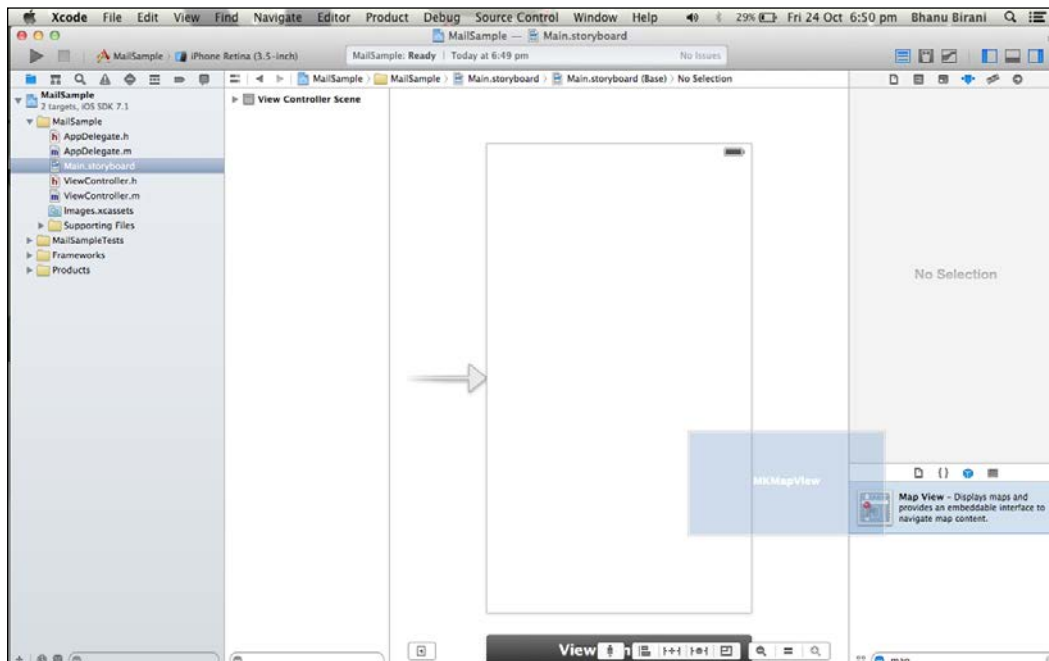 Xcode File Edit View Find Navigate Editor Product Debug Source Control Window Help 29% Fri 24 Oct 6:50 pm Bhanu Birani
MailSample — Main.storyboard
MailSample iPhone Retina (3.5-inch) MailSample: Ready Today at 6:49 pm No Issues
MailSample MailSample Main.storyboard Main.storyboard (Base) No Selection
MailSample
2 targets, iOS SDK 7.1
MailSample
AppDelegate.h
AppDelegate.m
Main.storyboard
ViewController.h
ViewController.m
Images.xcassets
Supporting Files
MailSampleTests
Frameworks
Products
View Controller Scene
No Selection
MKMapView
Map View – Displays maps and
provides an embeddable interface to
navigate map content.
View
map